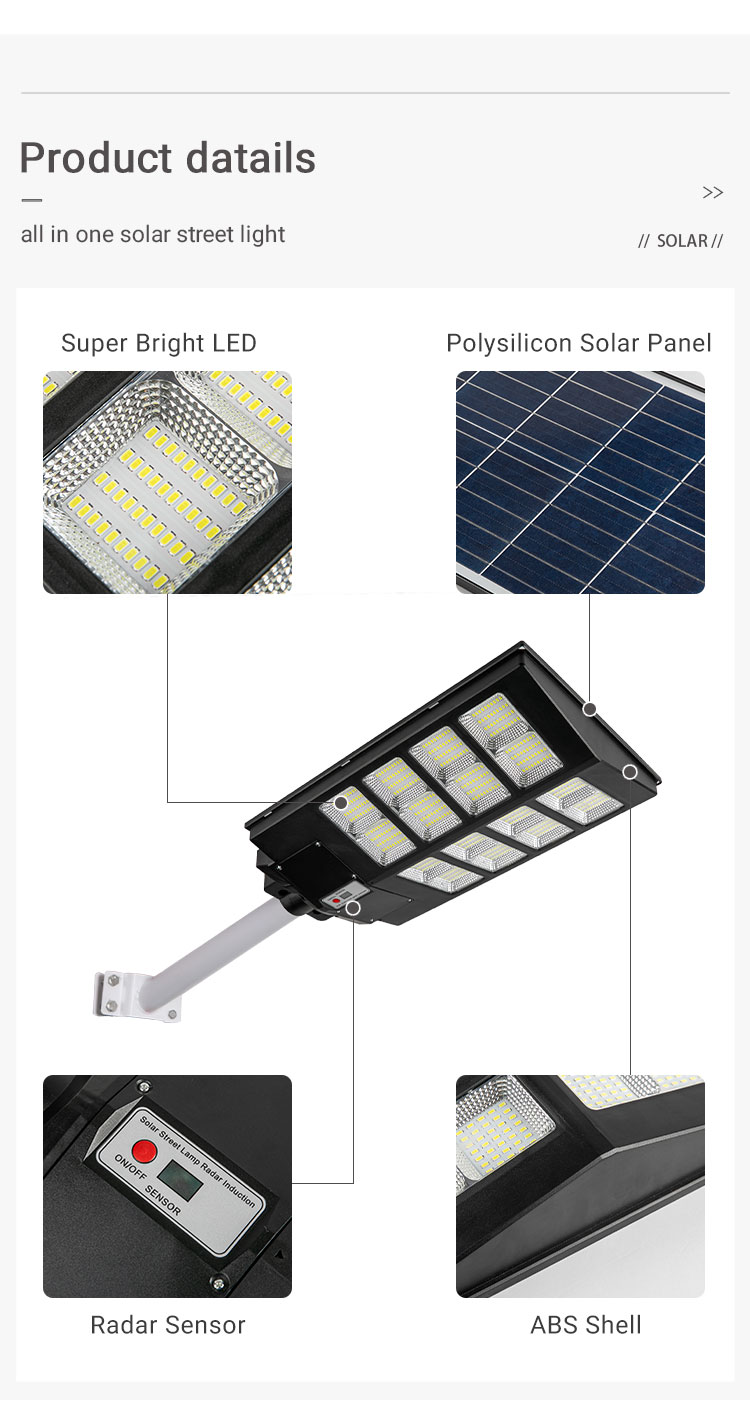 Product datails
>>
all in one solar street light
// SOLAR //
Super Bright LED
Polysilicon Solar Panel
Solar Street Lamp Radar Induction
ON/OFF SENSOR
Radar Sensor
ABS Shell